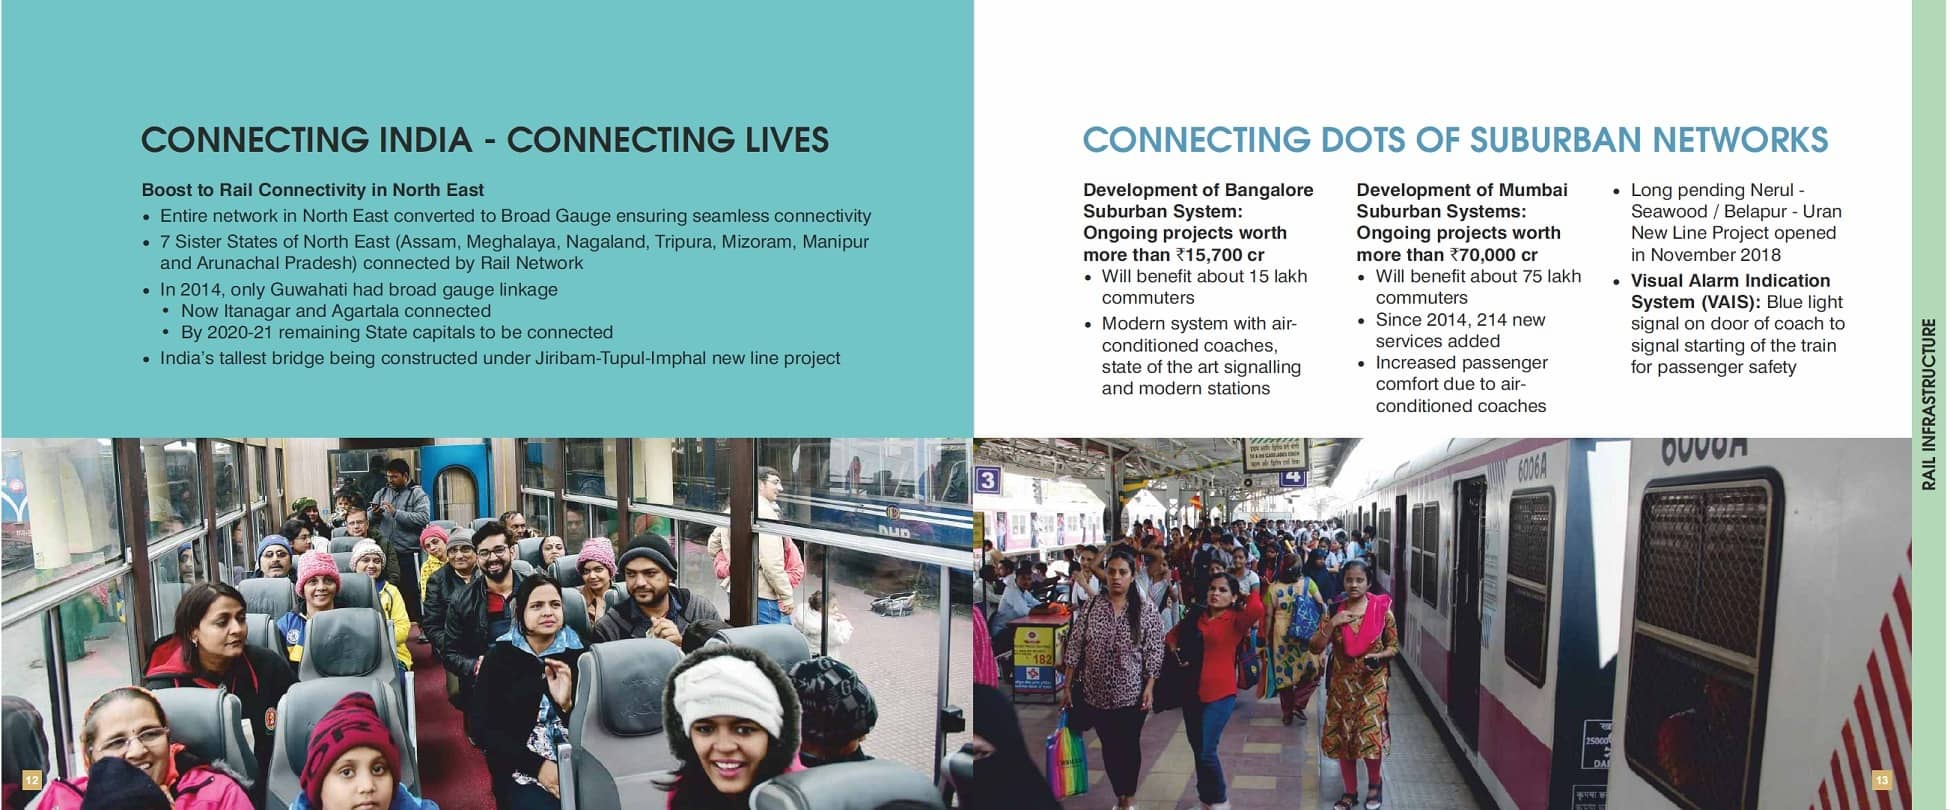 CONNECTING INDIA - CONNECTING LIVES
Boost to Rail Connectivity in North East
• Entire network in North East converted to Broad Gauge ensuring seamless connectivity
• 7 Sister States of North East (Assam, Meghalaya, Nagaland, Tripura, Mizoram, Manipur
and Arunachal Pradesh) connected by Rail Network
• In 2014, only Guwahati had broad gauge linkage
• Now Itanagar and Agartala connected
• By 2020-21 remaining State capitals to be connected
• India's tallest bridge being constructed under Jiribam-Tupul-Imphal new line project
DHR
12
CONNECTING DOTS OF SUBURBAN NETWORKS
Development of Bangalore
Suburban System:
Ongoing projects worth
more than ₹15,700 cr
• Will benefit about 15 lakh
commuters
• Modern system with air-
conditioned coaches,
state of the art signalling
and modern stations
Development of Mumbai
Suburban Systems:
Ongoing projects worth
more than ₹70,000 cr
• Will benefit about 75 lakh
commuters
• Since 2014, 214 new
services added
• Increased passenger
comfort due to air-
conditioned coaches
• Long pending Nerul -
Seawood / Belapur - Uran
New Line Project opened
in November 2018
• Visual Alarm Indication
System (VAIS): Blue light
signal on door of coach to
signal starting of the train
for passenger safety
RAIL INFRASTRUCTURE
3
4
6006A
6006A
182
25000
13